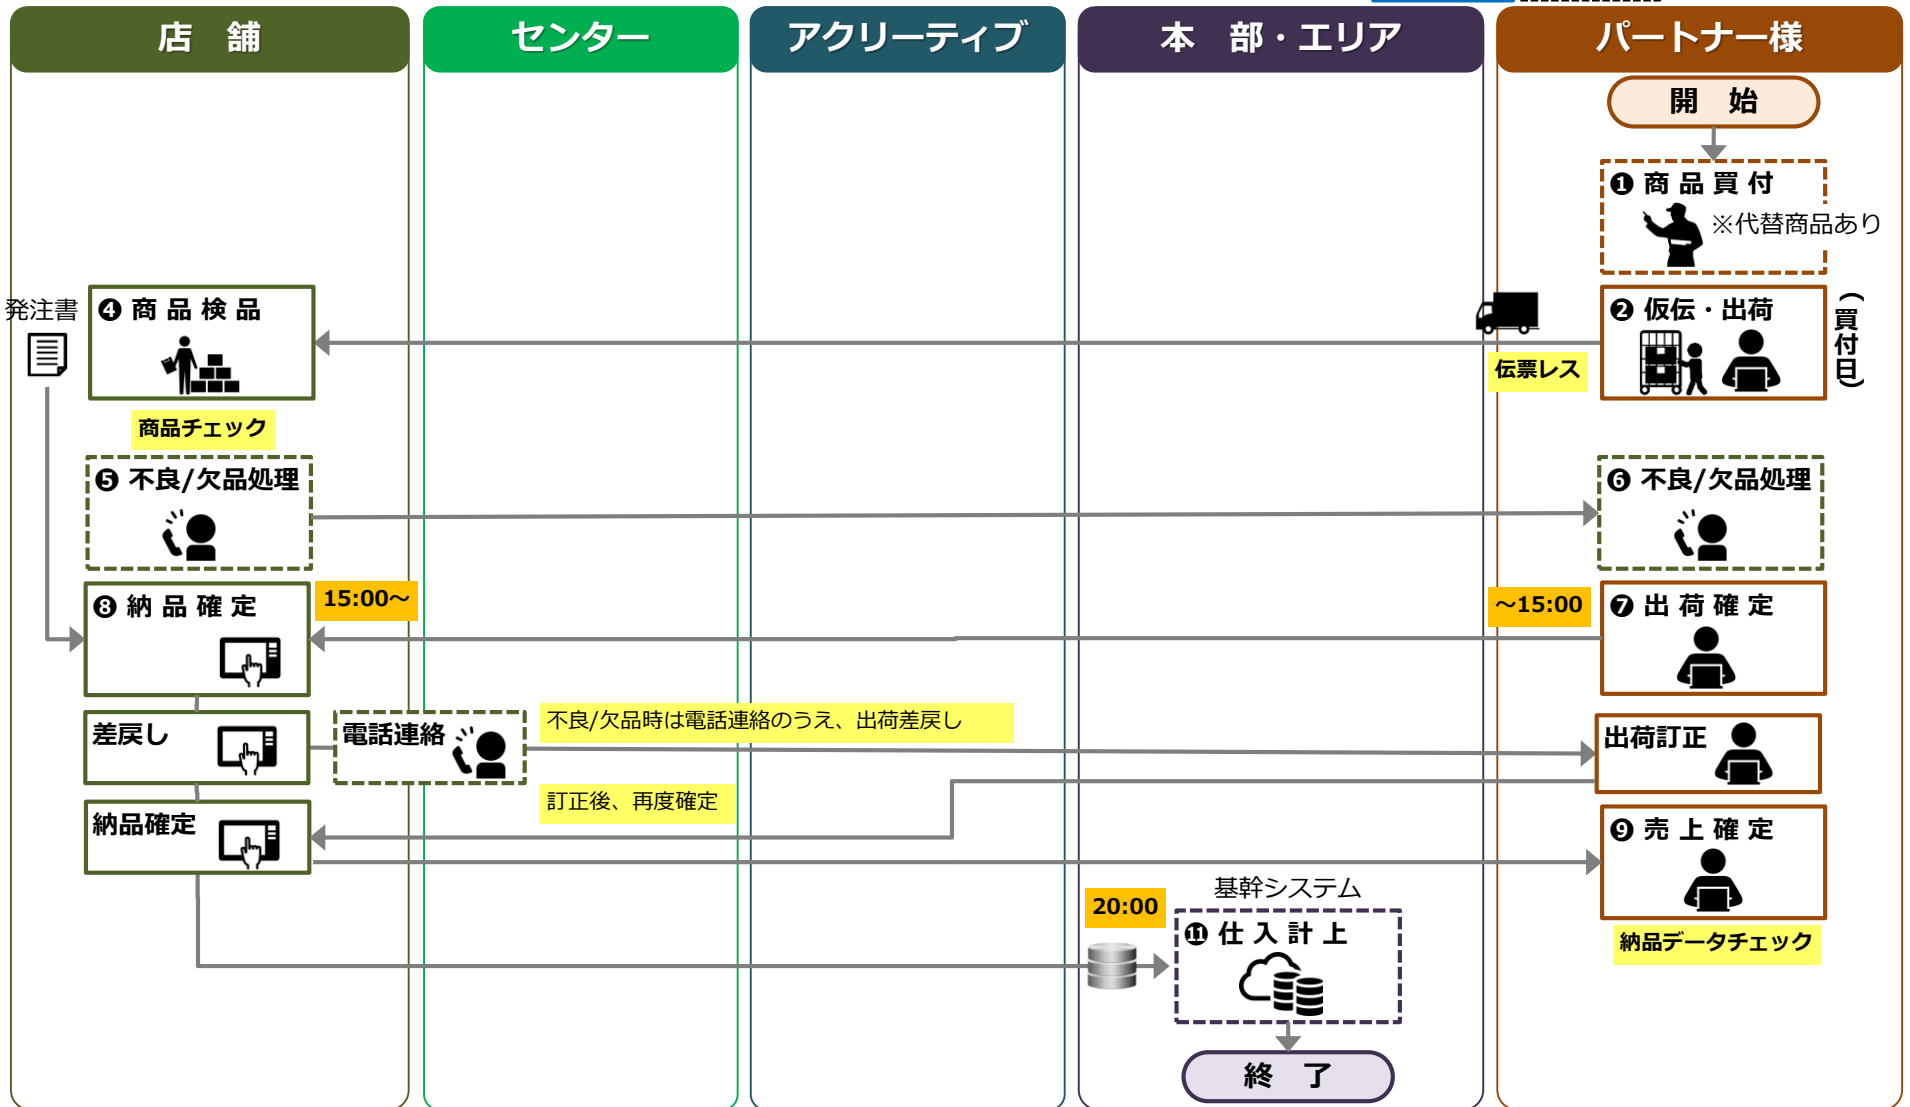 店　舗
センター
アクリーティブ
本　部・エリア
パートナー様
開　始
❶ 商 品 買 付
※代替商品あり
発注書
❹ 商 品 検 品
商品チェック
伝票レス
❷ 仮伝・出荷
（買付日）
❺ 不良/欠品処理
❻ 不良/欠品処理
❽ 納 品 確 定
15:00～
～15:00
❼ 出 荷 確 定
差戻し
電話連絡
不良/欠品時は電話連絡のうえ、出荷差戻し
出荷訂正
訂正後、再度確定
納品確定
❾ 売 上 確 定
納品データチェック
基幹システム
20:00
⓫ 仕 入 計 上
終　了